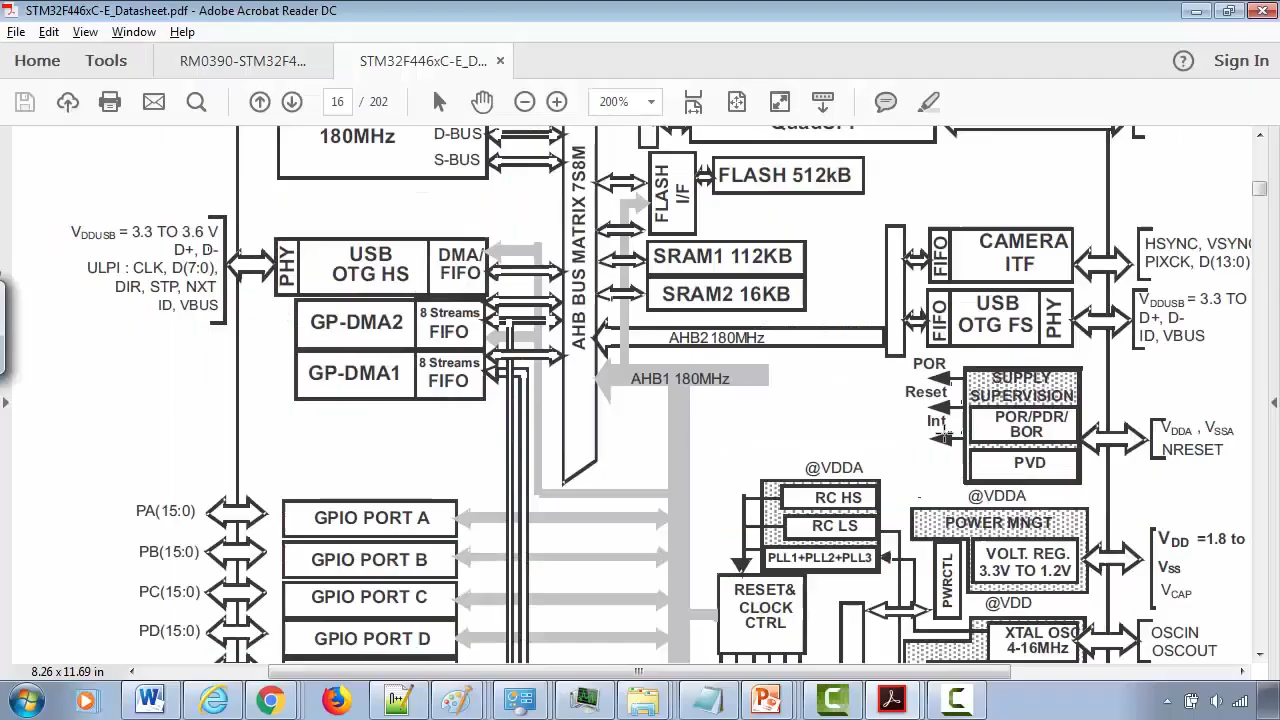 STM32F446xC-E_Datasheet.pdf - Adobe Acrobat Reader DC
File Edit View Window Help
Home Tools RM0390-STM32F4... STM32F446xC-E_D... × ? Sign In
16 / 202 200%
180MHz
D-BUS
S-BUS
AHB BUS MATRIX 7S8M
FLASH I/F
FLASH 512kB
SRAM1 112KB
SRAM2 16KB
VDDUSB = 3.3 TO 3.6 V
D+, D-
ULPI : CLK, D(7:0),
DIR, STP, NXT
ID, VBUS
PHY
USB
OTG HS
DMA/
FIFO
GP-DMA2
8 Streams
FIFO
GP-DMA1
8 Streams
FIFO
AHB2 180MHz
AHB1 180MHz
FIFO
CAMERA
ITF
HSYNC, VSYN
PIXCK, D(13:0)
FIFO
USB
OTG FS
PHY
VDDUSB = 3.3 TO
D+, D-
ID, VBUS
POR
Reset
Int
SUPPLY
SUPERVISION
POR/PDR/
BOR
PVD
VDDA , VSSA
NRESET
@VDDA
RC HS
RC LS
PLL1+PLL2+PLL3
RESET&
CLOCK
CTRL
@VDDA
POWER MNGT
VOLT. REG.
3.3V TO 1.2V
PWRCTL
VDD =1.8 to
VSS
VCAP
@VDD
XTAL OSC
4-16MHz
OSCIN
OSCOUT
PA(15:0) GPIO PORT A
PB(15:0) GPIO PORT B
PC(15:0) GPIO PORT C
PD(15:0) GPIO PORT D
8.26 x 11.69 in